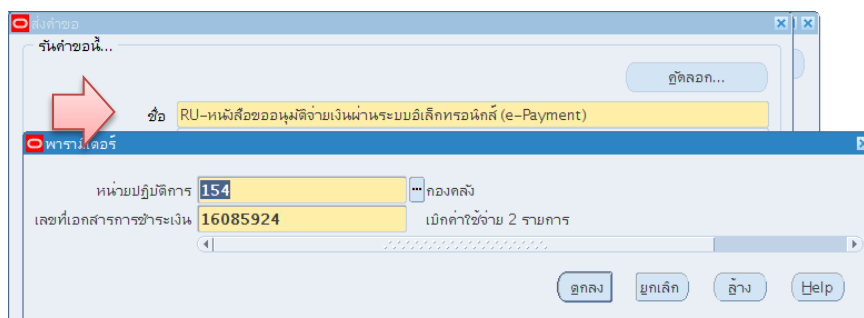 ส่งคำขอ
รันคำขอนี้...
คัดลอก...
ชื่อ RU-หนังสือขออนุมัติจ่ายเงินผ่านระบบอิเล็กทรอนิกส์ (e-Payment)
พารามิเตอร์
หน่วยปฏิบัติการ 154 ... กองคลัง
เลขที่เอกสารการชำระเงิน 16085924 เบิกค่าใช้จ่าย 2 รายการ
ตกลง ยกเลิก ล้าง Help